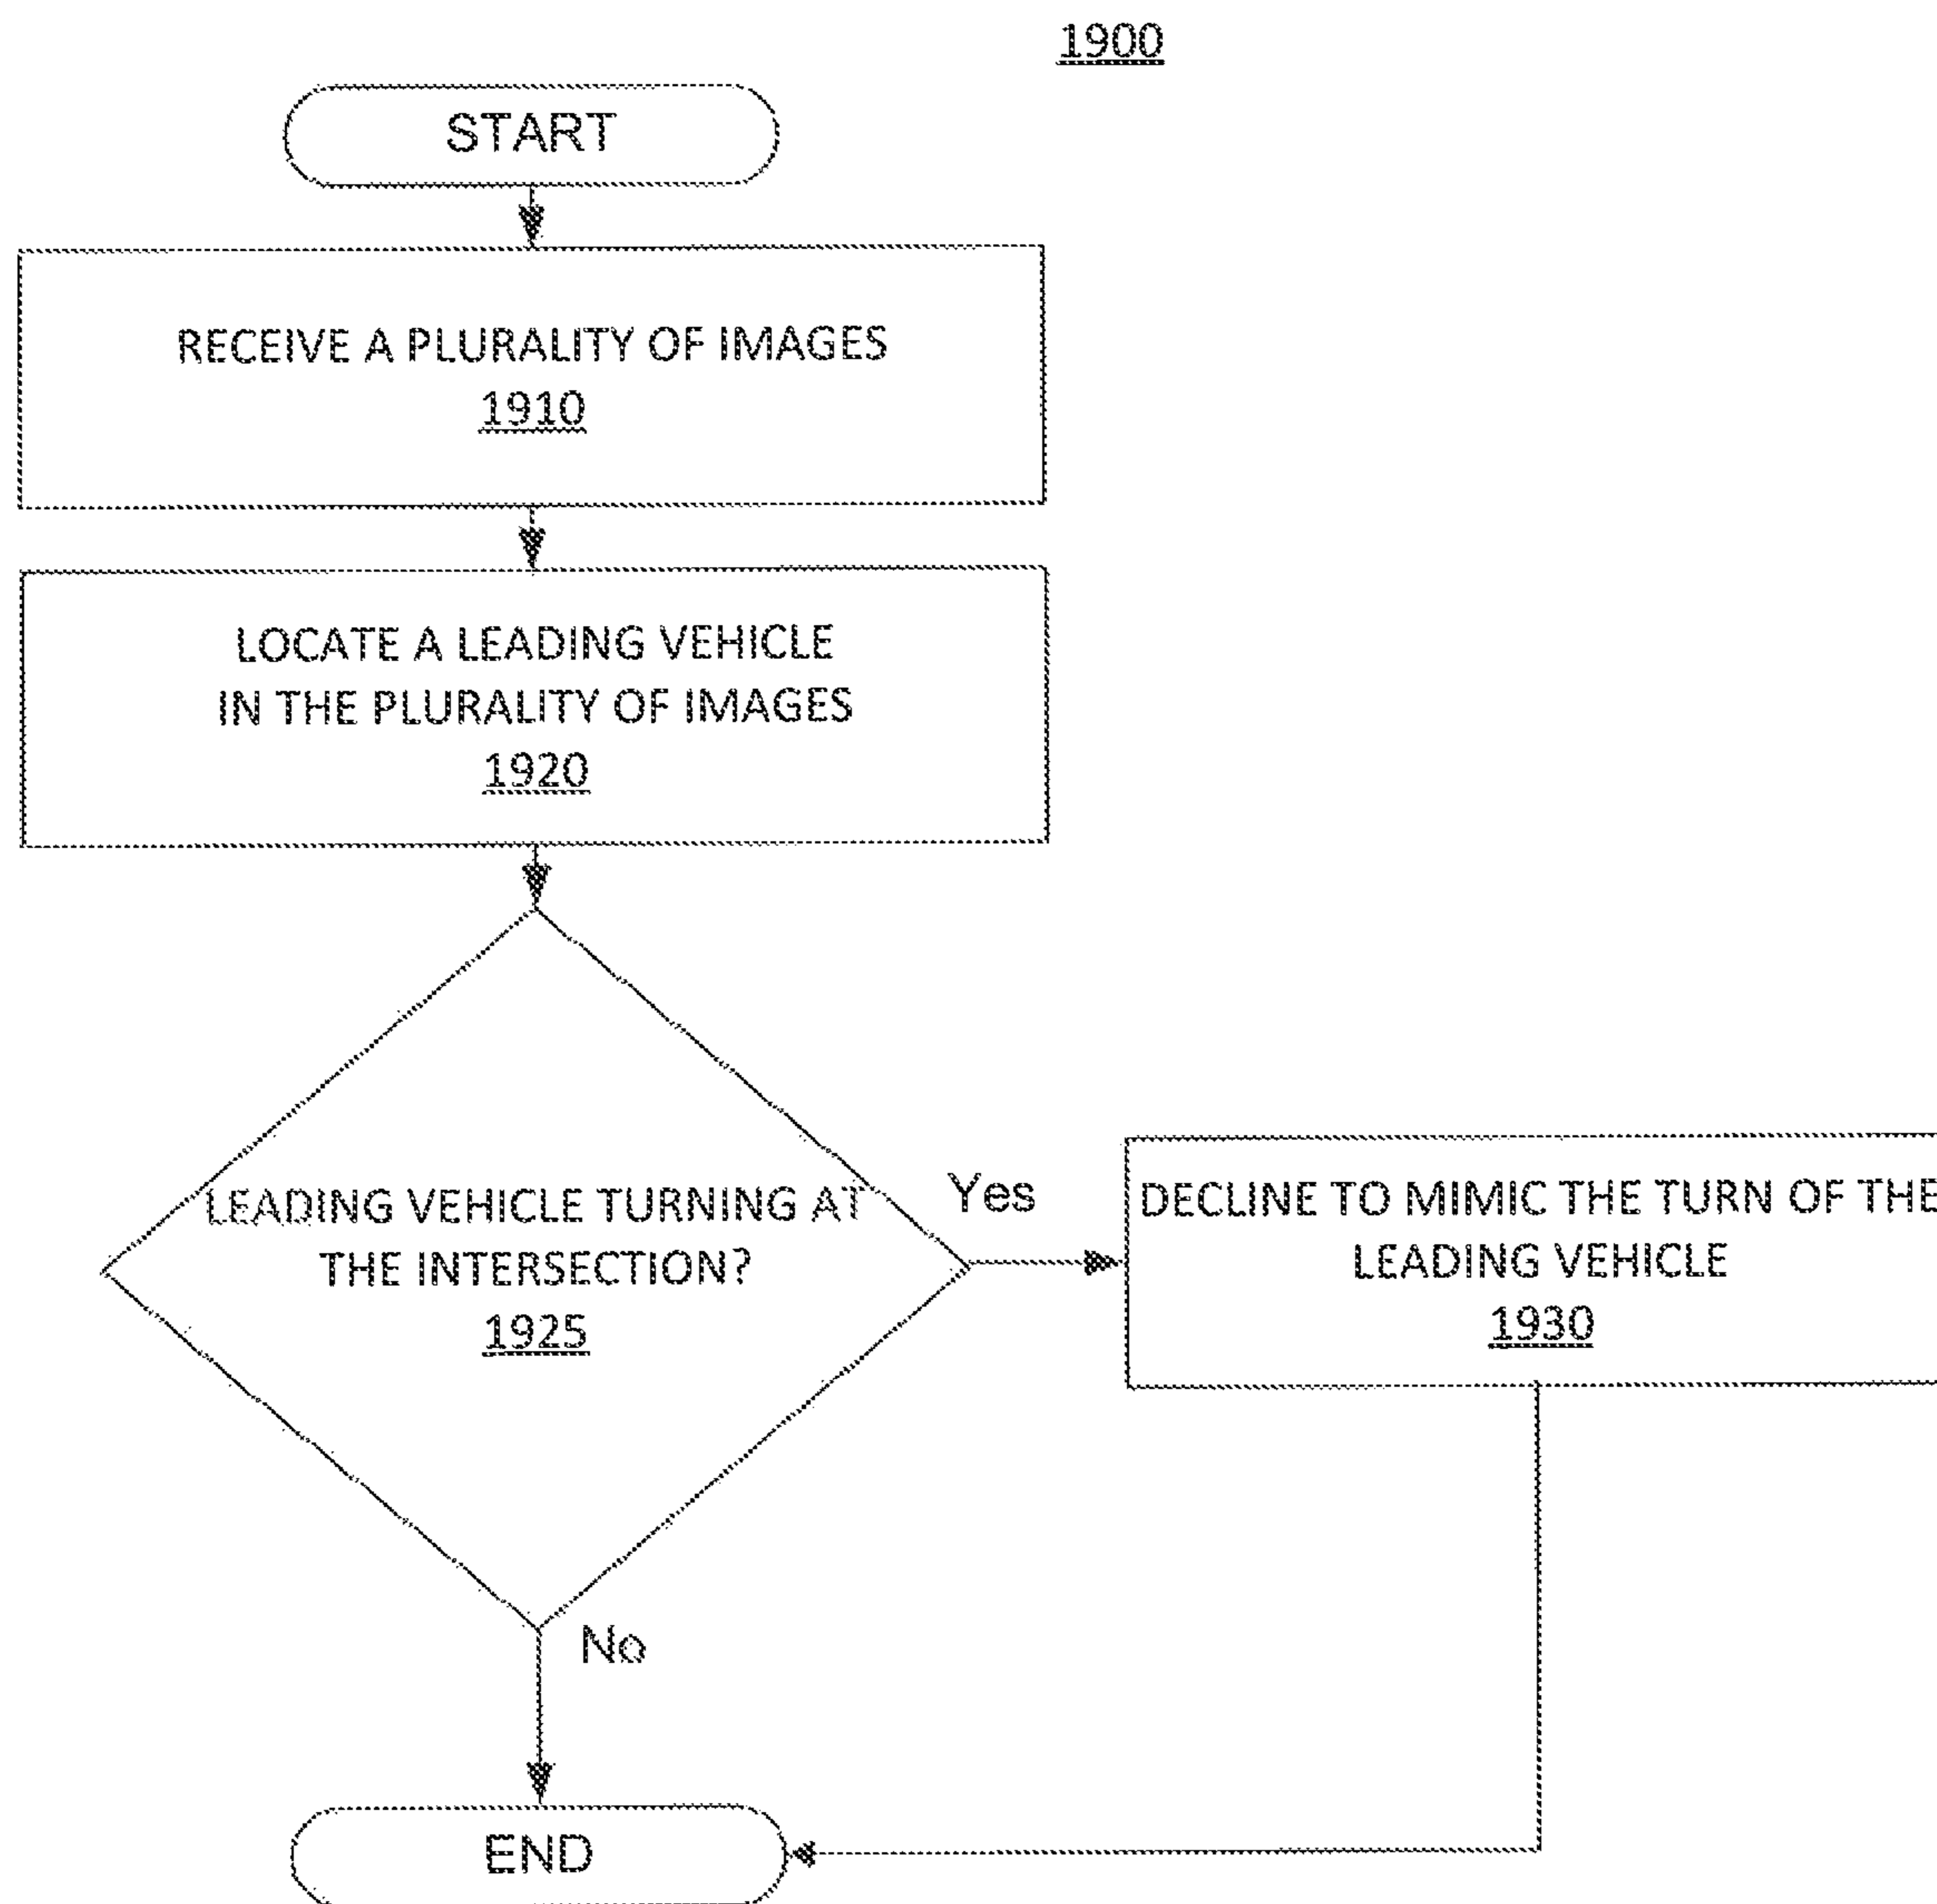 1900
START
RECEIVE A PLURALITY OF IMAGES
1910
LOCATE A LEADING VEHICLE
IN THE PLURALITY OF IMAGES
1920
LEADING VEHICLE TURNING AT
THE INTERSECTION?
1925
Yes
DECLINE TO MIMIC THE TURN OF THE
LEADING VEHICLE
1930
No
END